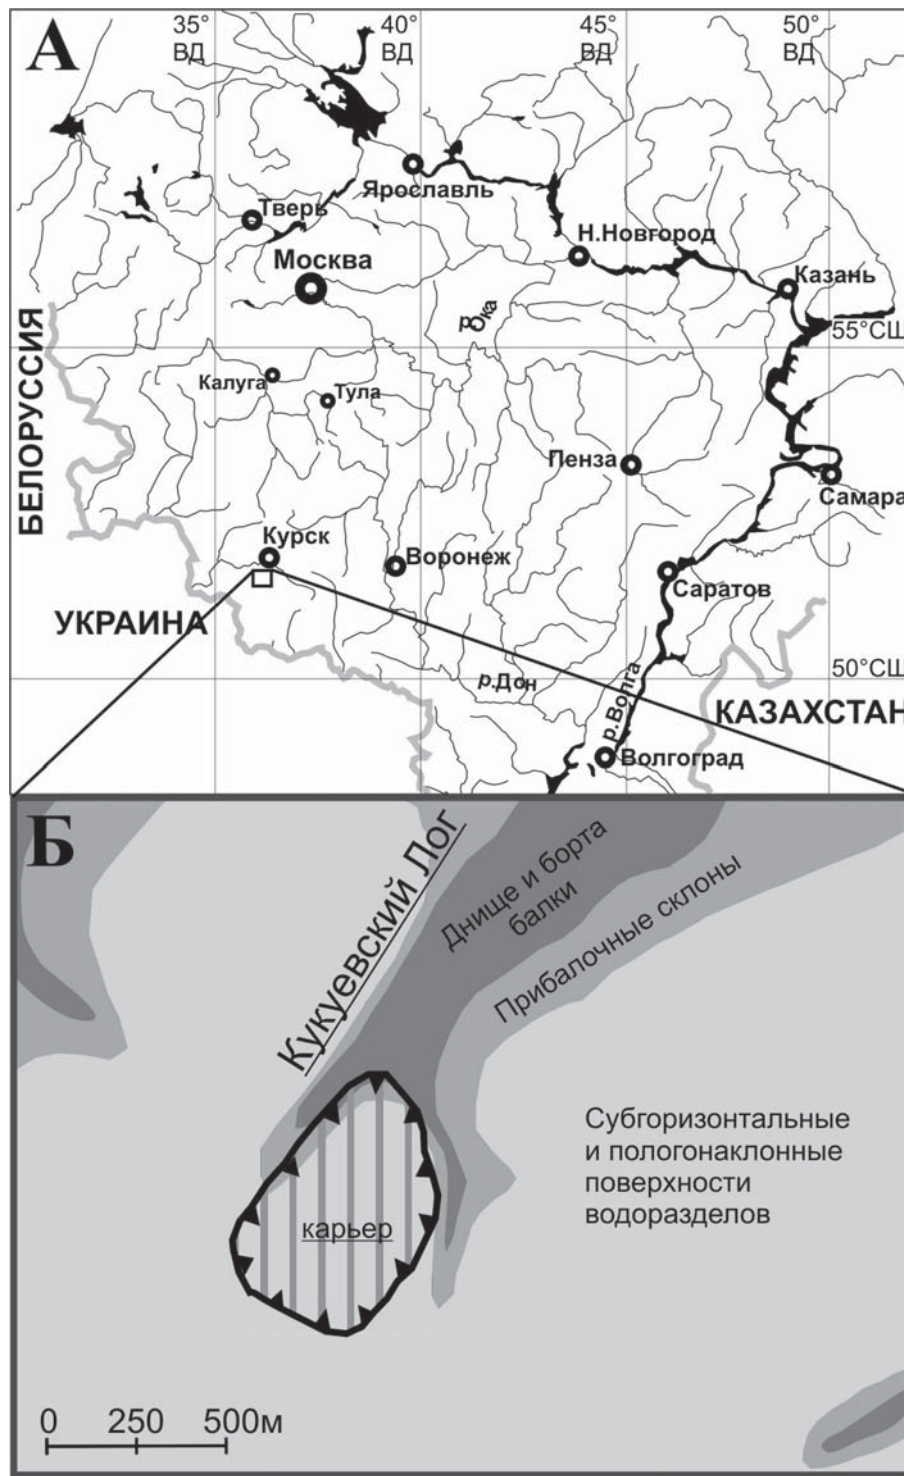 А
35°
ВД
40°
ВД
45°
ВД
50°
ВД
Ярославль
Тверь
Н.Новгород
Москва
Казань
р.Ока
55°СШ
БЕЛОРУССИЯ
Калуга
Тула
Пенза
Самара
Курск
Воронеж
Саратов
УКРАИНА
50°СШ
р.Дон
р.Волга
КАЗАХСТАН
Волгоград
Б
Кукуевский Лог
Днище и борта
балки
Прибалочные склоны
Субгоризонтальные
и пологонаклонные
поверхности
водоразделов
карьер
0 250 500м